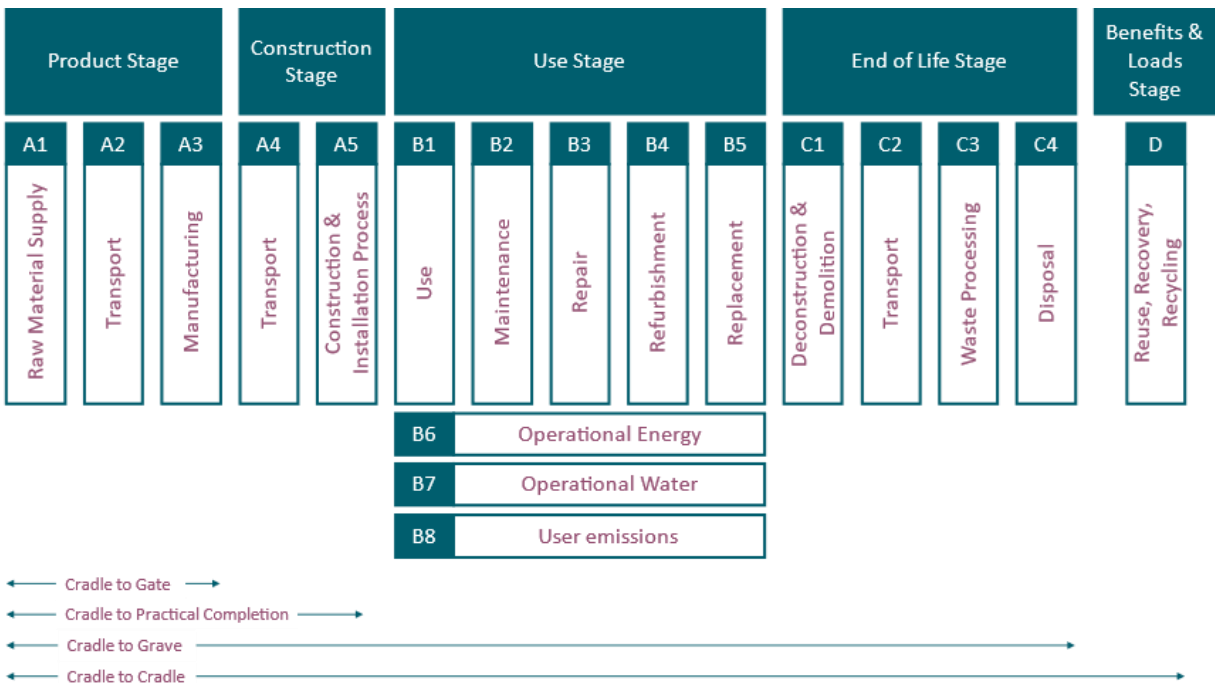 Product Stage
Construction
Stage
Use Stage
End of Life Stage
Benefits &
Loads
Stage
A1
A2
A3
A4
A5
B1
B2
B3
B4
B5
C1
C2
C3
C4
D
Raw Material Supply
Transport
Manufacturing
Transport
Construction &
Installation Process
Use
Maintenance
Repair
Refurbishment
Replacement
Deconstruction &
Demolition
Transport
Waste Processing
Disposal
Reuse, Recovery,
Recycling
B6
Operational Energy
B7
Operational Water
B8
User emissions
Cradle to Gate
Cradle to Practical Completion
Cradle to Grave
Cradle to Cradle